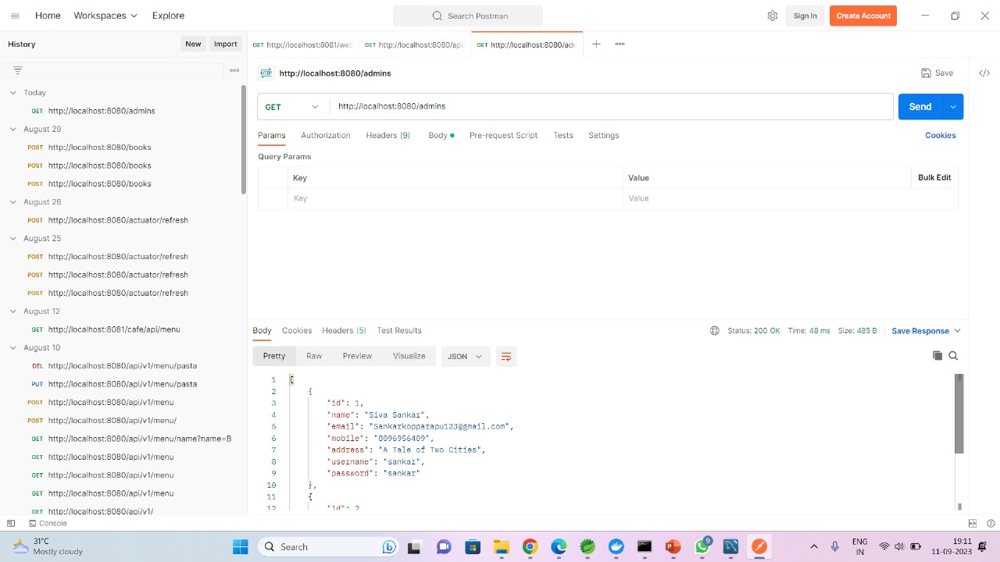 Home Workspaces Explore Search Postman Sign In Create Account
History New Import GET http://localhost:8081/we GET http://localhost:8080/api/ GET http://localhost:8080/adm
HTTP http://localhost:8080/admins Save
Today
GET http://localhost:8080/admins
August 29
POST http://localhost:8080/books
POST http://localhost:8080/books
POST http://localhost:8080/books
August 26
POST http://localhost:8080/actuator/refresh
August 25
POST http://localhost:8080/actuator/refresh
POST http://localhost:8080/actuator/refresh
POST http://localhost:8080/actuator/refresh
August 12
GET http://localhost:8081/cafe/api/menu
August 10
DEL http://localhost:8080/api/v1/menu/pasta
PUT http://localhost:8080/api/v1/menu/pasta
POST http://localhost:8080/api/v1/menu
POST http://localhost:8080/api/v1/menu/
GET http://localhost:8080/api/v1/menu/name?name=B
GET http://localhost:8080/api/v1/menu
GET http://localhost:8080/api/v1/menu
GET http://localhost:8080/api/v1/menu
GET http://localhost:8080/api/v1/
GET http://localhost:8080/admins Send
Params Authorization Headers (9) Body Pre-request Script Tests Settings Cookies
Query Params
Key Value Bulk Edit
Key Value
Body Cookies Headers (5) Test Results Status: 200 OK Time: 48 ms Size: 485 B Save Response
Pretty Raw Preview Visualize JSON
1 [
2 {
3 "id": 1,
4 "name": "Siva Sankar",
5 "email": "Sankarkopparapu123@gmail.com",
6 "mobile": "8096956409",
7 "address": "A Tale of Two Cities",
8 "username": "sankar",
9 "password": "sankar"
10 },
11 {
12 "id": 2
Console
31°C
Mostly cloudy
Search
9
ENG
IN
19:11
11-09-2023